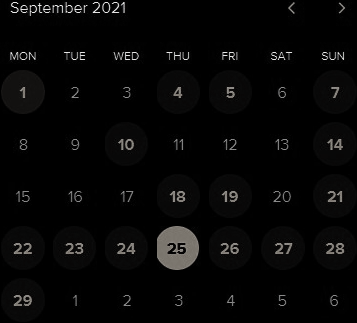 September 2021 < >
MON TUE WED THU FRI SAT SUN
1 2 3 4 5 6 7
8 9 10 11 12 13 14
15 16 17 18 19 20 21
22 23 24 25 26 27 28
29 1 2 3 4 5 6